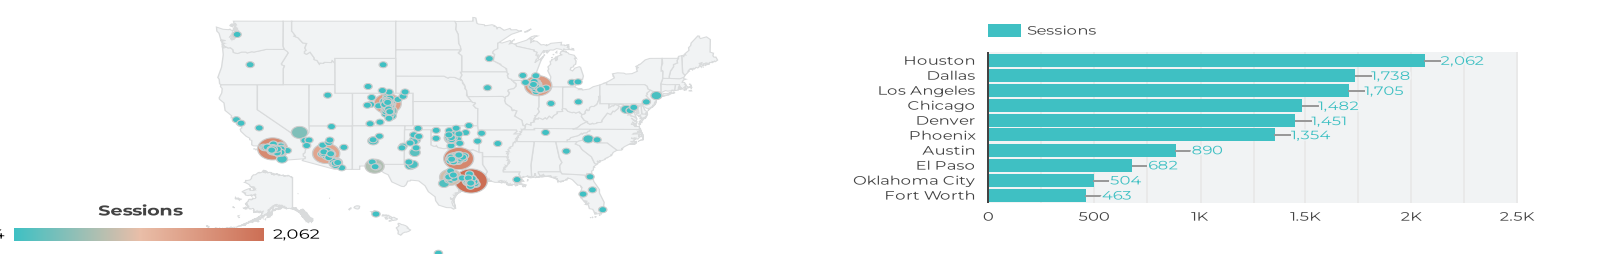 Sessions
2,062
Sessions
Houston 2,062
Dallas 1,738
Los Angeles 1,705
Chicago 1,482
Denver 1,451
Phoenix 1,354
Austin 890
El Paso 682
Oklahoma City 504
Fort Worth 463
0 500 1K 1.5K 2K 2.5K